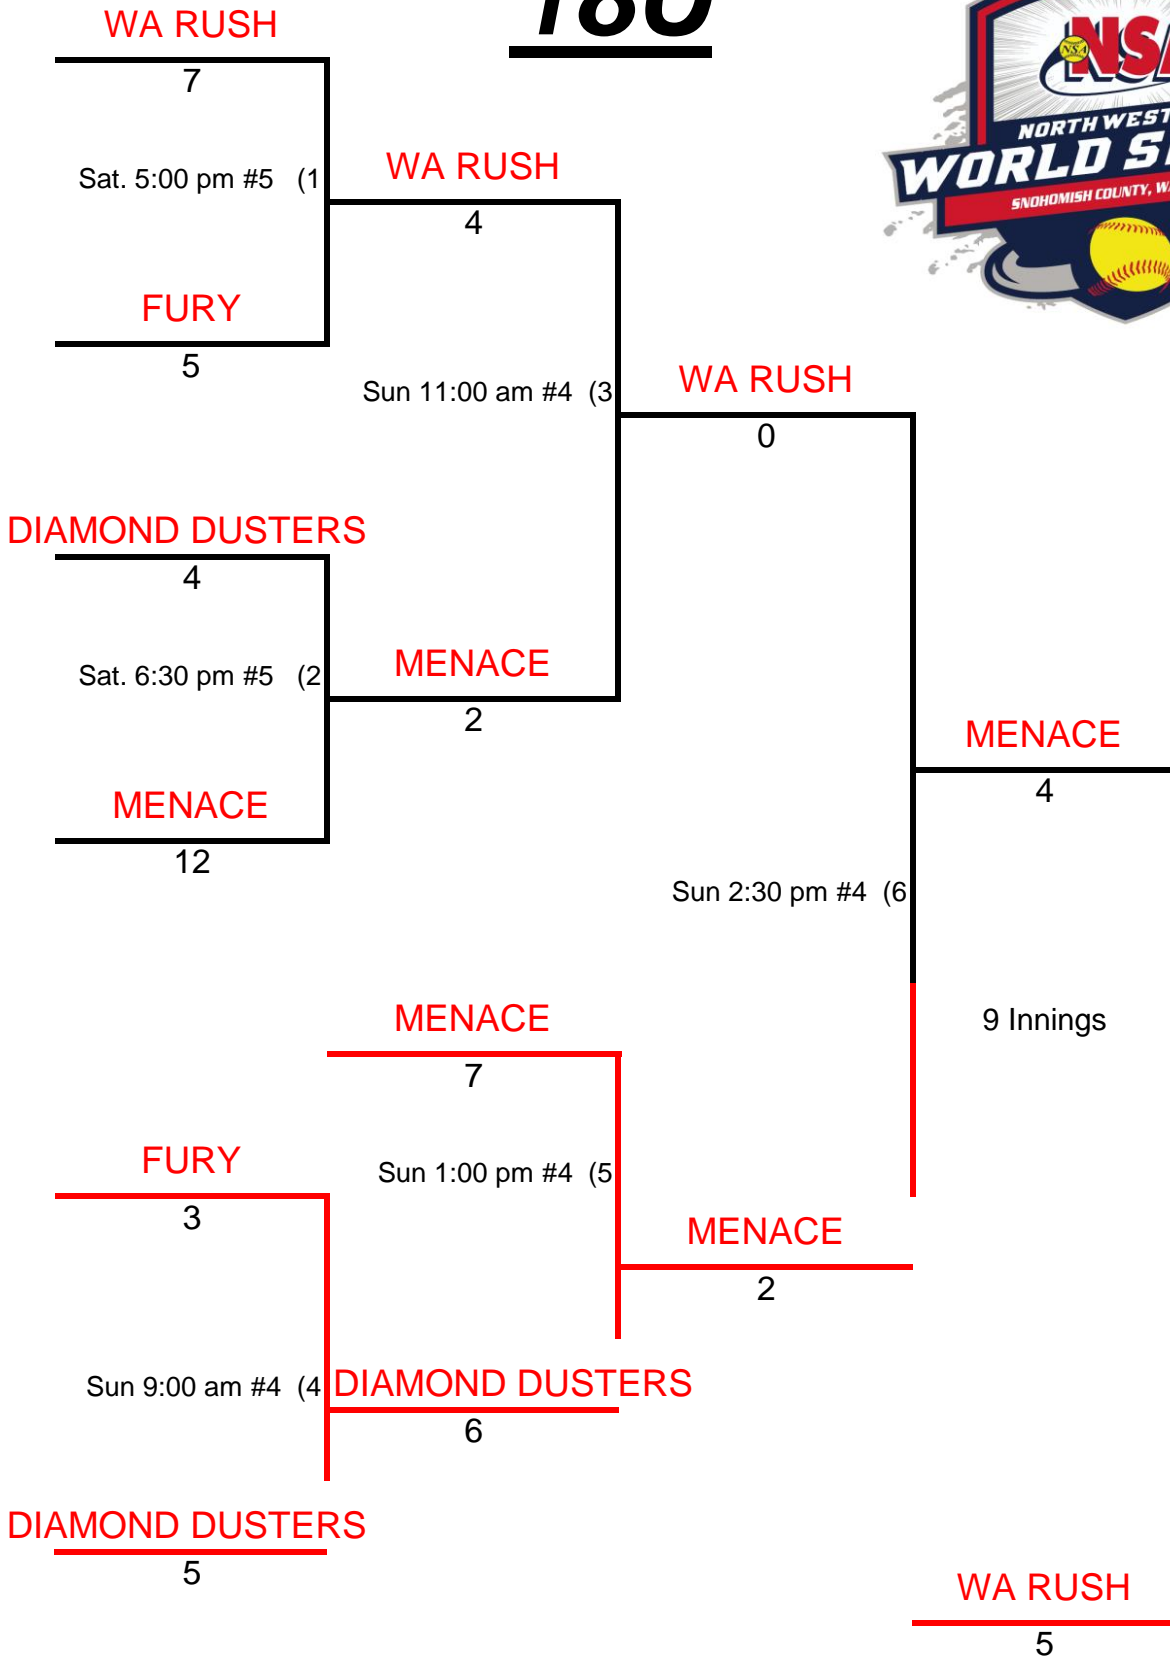 18U
WA RUSH
7
Sat. 5:00 pm #5 (1
FURY
5
WA RUSH
4
Sun 11:00 am #4 (3
WA RUSH
0
DIAMOND DUSTERS
4
Sat. 6:30 pm #5 (2
MENACE
12
MENACE
2
MENACE
4
Sun 2:30 pm #4 (6
9 Innings
MENACE
7
Sun 1:00 pm #4 (5
MENACE
2
FURY
3
Sun 9:00 am #4 (4
DIAMOND DUSTERS
6
DIAMOND DUSTERS
5
WA RUSH
5
NSA
NSA
NORTH WEST
WORLD S
SNOHOMISH COUNTY, W